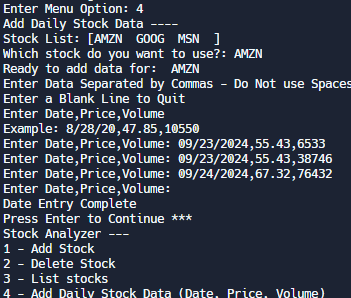 Enter Menu Option: 4
Add Daily Stock Data ----
Stock List: [AMZN  GOOG  MSN  ]
Which stock do you want to use?: AMZN
Ready to add data for:  AMZN
Enter Data Separated by Commas - Do Not use Spaces
Enter a Blank Line to Quit
Enter Date,Price,Volume
Example: 8/28/20,47.85,10550
Enter Date,Price,Volume: 09/23/2024,55.43,6533
Enter Date,Price,Volume: 09/23/2024,55.43,38746
Enter Date,Price,Volume: 09/24/2024,67.32,76432
Enter Date,Price,Volume:
Date Entry Complete
Press Enter to Continue ***
Stock Analyzer ---
1 - Add Stock
2 - Delete Stock
3 - List stocks
4 - Add Daily Stock Data (Date, Price, Volume)